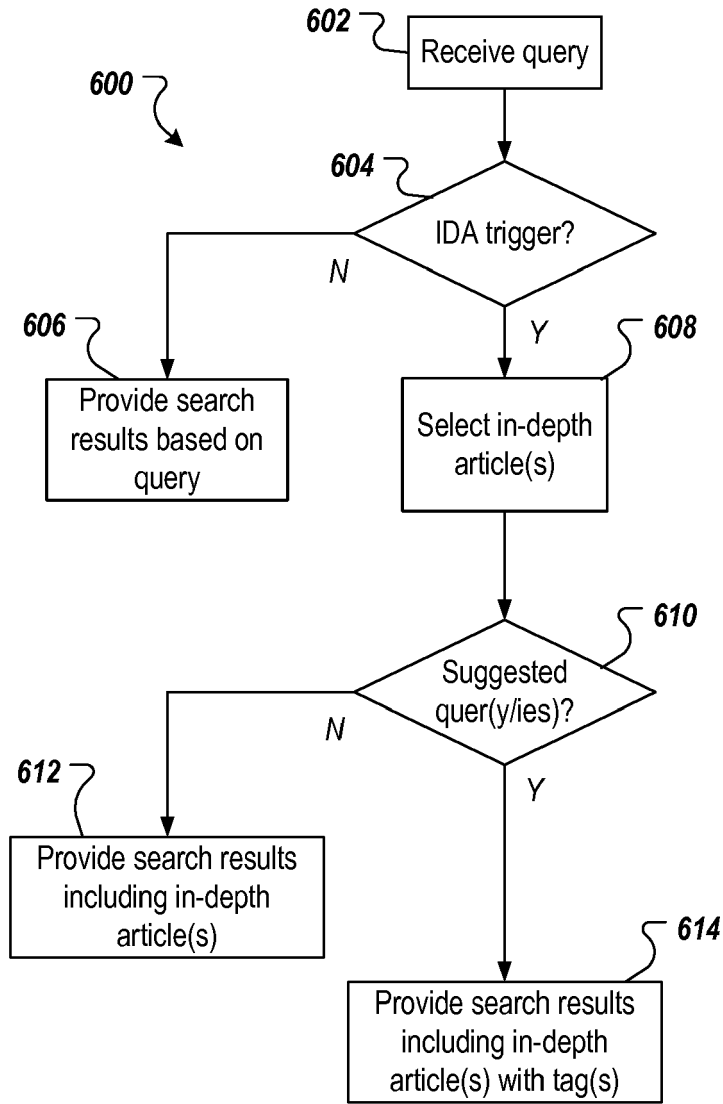 602
Receive query
600
604
IDA trigger?
N
Y
606
608
Provide search
results based on
query
Select in-depth
article(s)
610
Suggested
quer(y/ies)?
N
Y
612
Provide search results
including in-depth
article(s)
614
Provide search results
including in-depth
article(s) with tag(s)